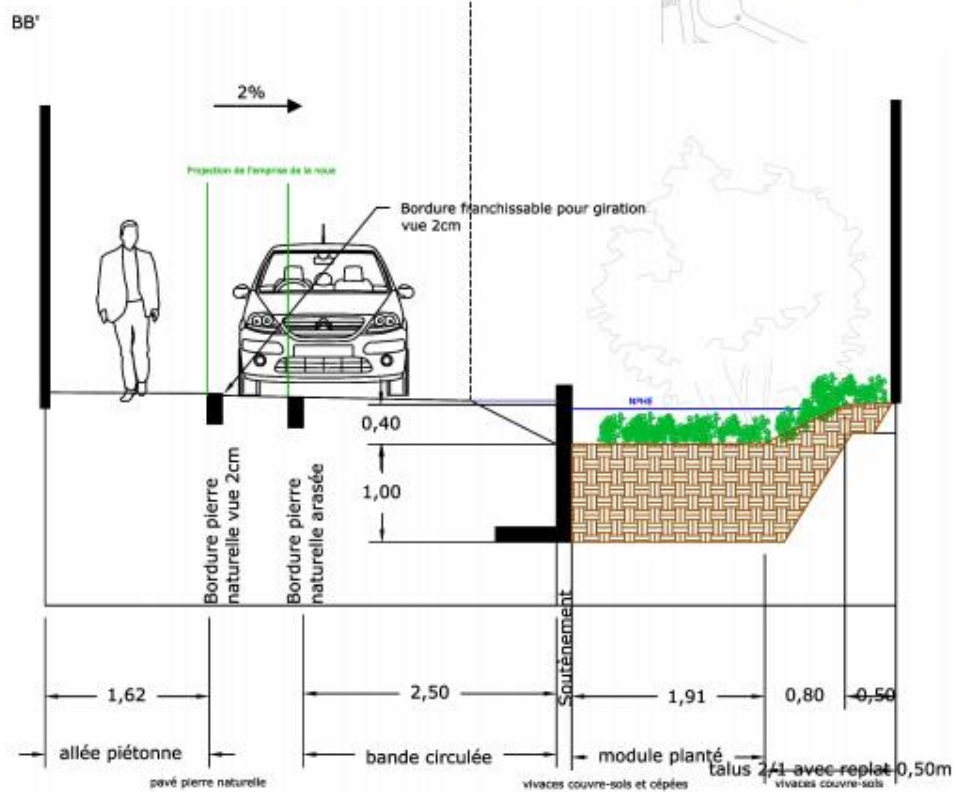 BB'
2%
Projection de l'emprise de la noue
Bordure franchissable pour giration
vue 2cm
NPHE
0,40
1,00
Bordure pierre
naturelle vue 2cm
Bordure pierre
naturelle arasée
Soutènement
1,62
2,50
1,91
0,80
0,50
allée piétonne
bande circulée
module planté
talus 2/1 avec replat 0,50m
pavé pierre naturelle
vivaces couvre-sols et cépées
vivaces couvre-sols